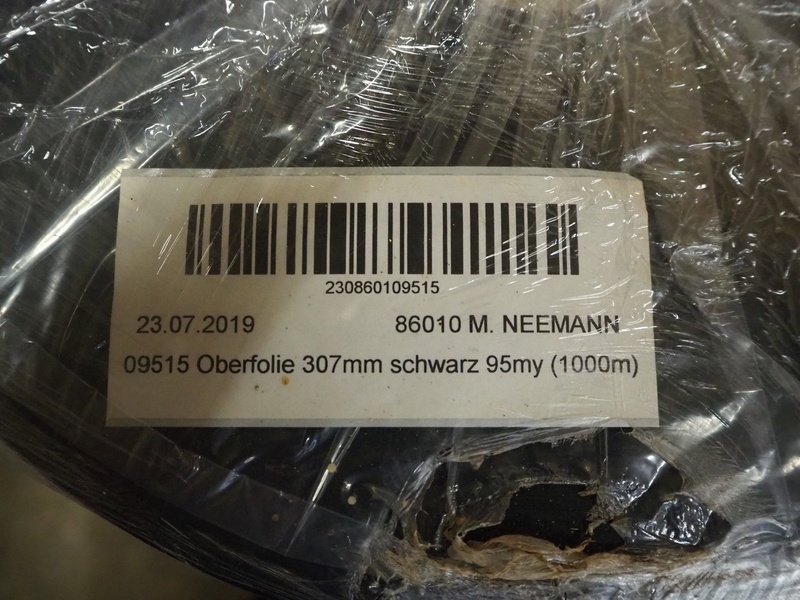 230860109515
23.07.2019 86010 M. NEEMANN
09515 Oberfolie 307mm schwarz 95my (1000m)